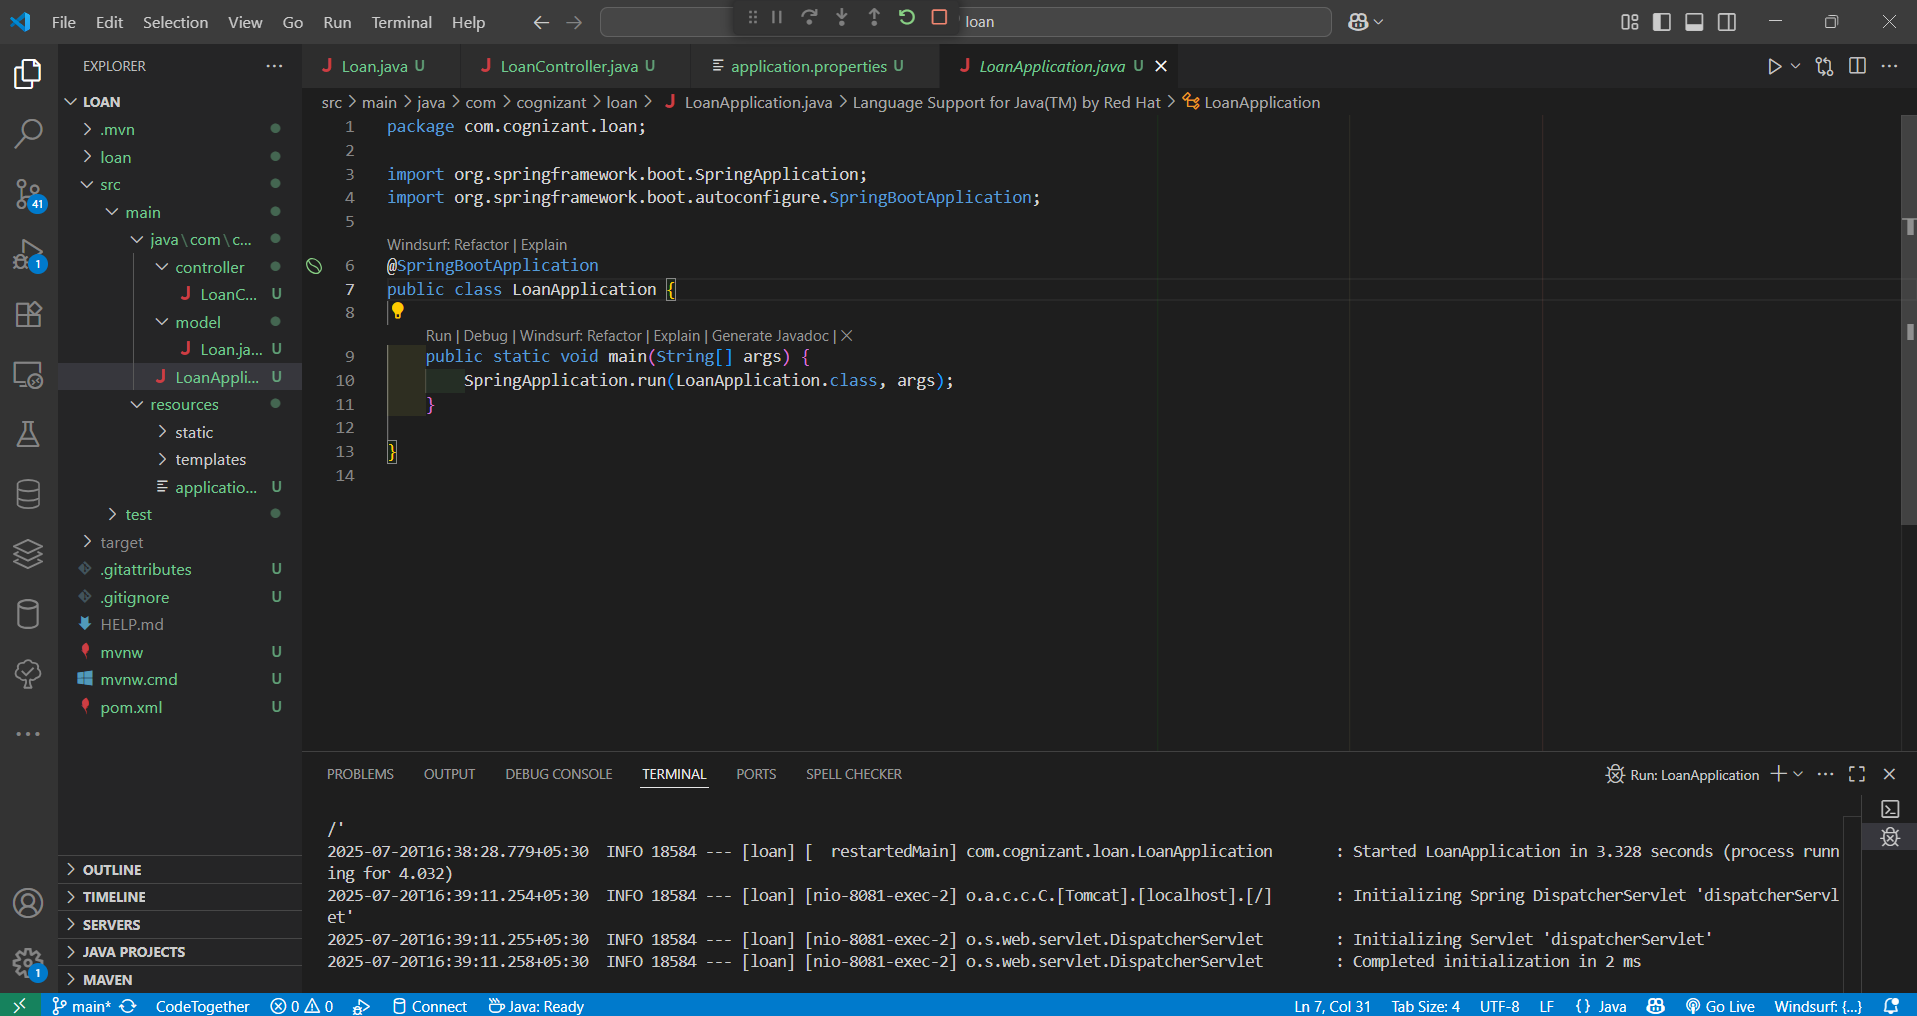 File Edit Selection View Go Run Terminal Help
loan
EXPLORER
LOAN
.mvn
loan
src
main
java\com\c...
controller
LoanC... U
model
Loan.ja... U
LoanAppli... U
resources
static
templates
applicatio... U
test
target
.gitattributes U
.gitignore U
HELP.md
mvnw U
mvnw.cmd U
pom.xml U
OUTLINE
TIMELINE
SERVERS
JAVA PROJECTS
MAVEN
41
1
1
Loan.java U LoanController.java U application.properties U LoanApplication.java U
src > main > java > com > cognizant > loan > LoanApplication.java > Language Support for Java(TM) by Red Hat > LoanApplication
1 package com.cognizant.loan;
2
3 import org.springframework.boot.SpringApplication;
4 import org.springframework.boot.autoconfigure.SpringBootApplication;
5
Windsurf: Refactor | Explain
6 @SpringBootApplication
7 public class LoanApplication {
8
Run | Debug | Windsurf: Refactor | Explain | Generate Javadoc | X
9 public static void main(String[] args) {
10 SpringApplication.run(LoanApplication.class, args);
11 }
12
13 }
14
PROBLEMS OUTPUT DEBUG CONSOLE TERMINAL PORTS SPELL CHECKER
Run: LoanApplication
/'
2025-07-20T16:38:28.779+05:30 INFO 18584 --- [loan] [ restartedMain] com.cognizant.loan.LoanApplication : Started LoanApplication in 3.328 seconds (process runn
ing for 4.032)
2025-07-20T16:39:11.254+05:30 INFO 18584 --- [loan] [nio-8081-exec-2] o.a.c.c.C.[Tomcat].[localhost].[/] : Initializing Spring DispatcherServlet 'dispatcherServl
et'
2025-07-20T16:39:11.255+05:30 INFO 18584 --- [loan] [nio-8081-exec-2] o.s.web.servlet.DispatcherServlet : Initializing Servlet 'dispatcherServlet'
2025-07-20T16:39:11.258+05:30 INFO 18584 --- [loan] [nio-8081-exec-2] o.s.web.servlet.DispatcherServlet : Completed initialization in 2 ms
main* CodeTogether 0 0 Connect Java: Ready Ln 7, Col 31 Tab Size: 4 UTF-8 LF {} Java Go Live Windsurf: {...}